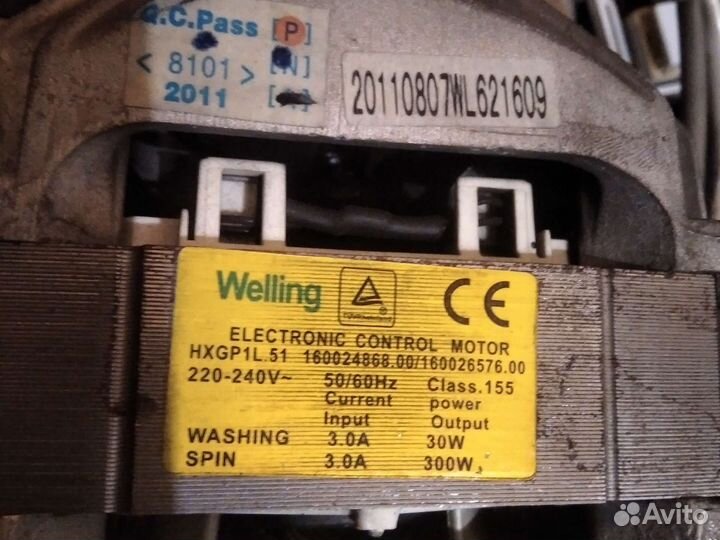 Q.C.Pass [P]
< 8101 > [N]
2011
20110807WL621609
Welling
CE
ELECTRONIC CONTROL MOTOR
HXGP1L.51 160024868.00/160026576.00
220-240V~ 50/60Hz Class.155
Current power
Input Output
WASHING 3.0A 30W
SPIN 3.0A 300W
Avito